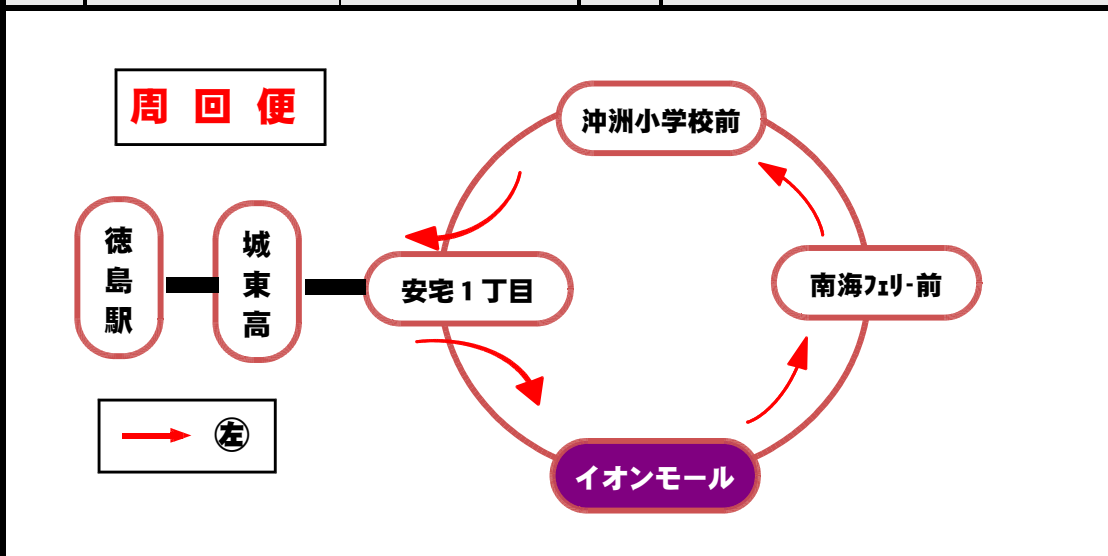 周回便
沖洲小学校前
徳島駅
城東高
安宅1丁目
南海フェリー前
㊧
イオンモール